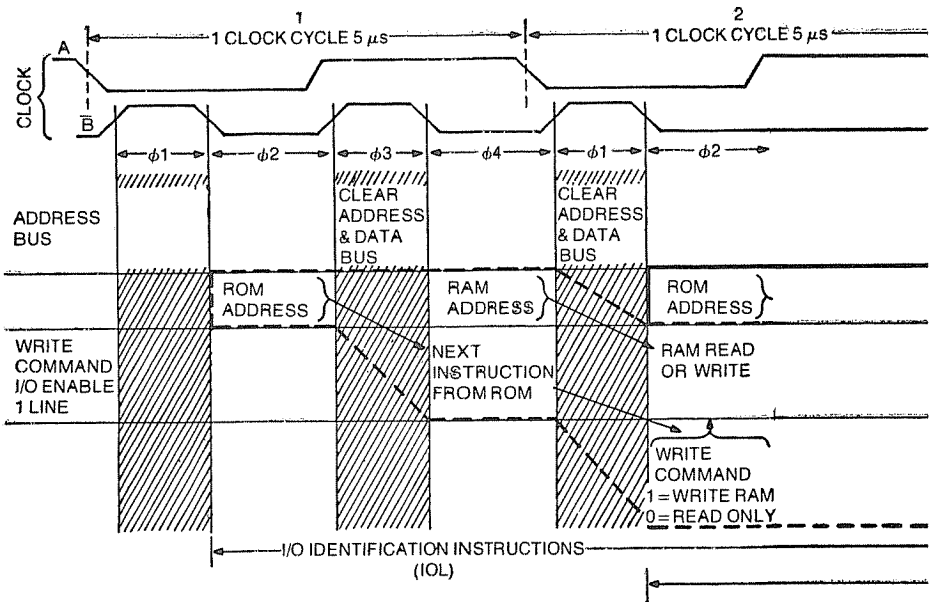 1
1 CLOCK CYCLE 5 μs
2
1 CLOCK CYCLE 5 μs
CLOCK
A
B̅
ϕ1
ϕ2
ϕ3
ϕ4
ϕ1
ϕ2
ADDRESS
BUS
CLEAR
ADDRESS
& DATA
BUS
CLEAR
ADDRESS
& DATA
BUS
ROM
ADDRESS
RAM
ADDRESS
ROM
ADDRESS
WRITE
COMMAND
I/O ENABLE
1 LINE
NEXT
INSTRUCTION
FROM ROM
RAM READ
OR WRITE
WRITE
COMMAND
1=WRITE RAM
0=READ ONLY
I/O IDENTIFICATION INSTRUCTIONS
(IOL)